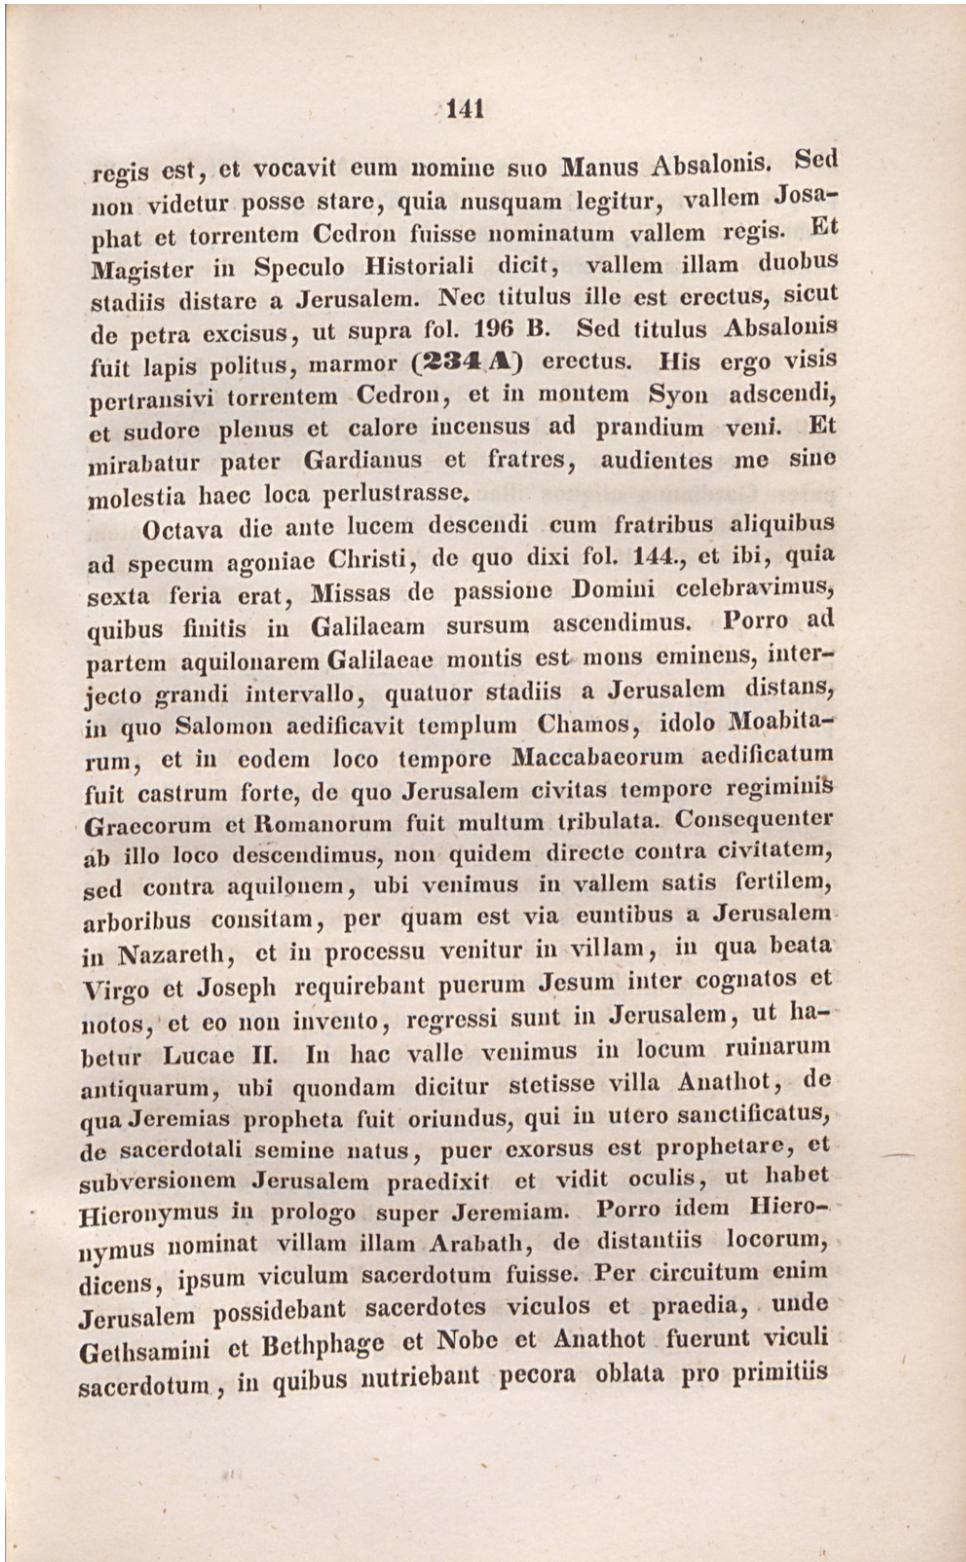 141
regis est, et vocavit eum nomine suo Manus Absalonis. Sed
non videtur posse stare, quia nusquam legitur, vallem Josa-
phat et torrentem Cedron fuisse nominatum vallem regis. Et
Magister in Speculo Historiali dicit, vallem illam duobus
stadiis distare a Jerusalem. Nec titulus ille est erectus, sicut
de petra excisus, ut supra fol. 196 B. Sed titulus Absalonis
fuit lapis politus, marmor (234 A) erectus. His ergo visis
pertransivi torrentem Cedron, et in montem Syon adscendi,
et sudore plenus et calore incensus ad prandium veni. Et
mirabatur pater Gardianus et fratres, audientes me sine
molestia haec loca perlustrasse.
Octava die ante lucem descendi cum fratribus aliquibus
ad specum agoniae Christi, de quo dixi fol. 144., et ibi, quia
sexta feria erat, Missas de passione Domini celebravimus,
quibus finitis in Galilaeam sursum ascendimus. Porro ad
partem aquilonarem Galilaeae montis est mons eminens, inter-
jecto grandi intervallo, quatuor stadiis a Jerusalem distans,
in quo Salomon aedificavit templum Chamos, idolo Moabita-
rum, et in eodem loco tempore Maccabaeorum aedificatum
fuit castrum forte, de quo Jerusalem civitas tempore regiminis
Graecorum et Romanorum fuit multum tribulata. Consequenter
ab illo loco descendimus, non quidem directe contra civitatem,
sed contra aquilonem, ubi venimus in vallem satis fertilem,
arboribus consitam, per quam est via euntibus a Jerusalem
in Nazareth, et in processu venitur in villam, in qua beata
Virgo et Joseph requirebant puerum Jesum inter cognatos et
notos, et eo non invento, regressi sunt in Jerusalem, ut ha-
betur Lucae II. In hac valle venimus in locum ruinarum
antiquarum, ubi quondam dicitur stetisse villa Anathot, de
qua Jeremias propheta fuit oriundus, qui in utero sanctificatus,
de sacerdotali semine natus, puer exorsus est prophetare, et
subversionem Jerusalem praedixit et vidit oculis, ut habet
Hieronymus in prologo super Jeremiam. Porro idem Hiero-
nymus nominat villam illam Arabath, de distantiis locorum,
dicens, ipsum viculum sacerdotum fuisse. Per circuitum enim
Jerusalem possidebant sacerdotes viculos et praedia, unde
Gethsamini et Bethphage et Nobe et Anathot fuerunt viculi
sacerdotum, in quibus nutriebant pecora oblata pro primitiis